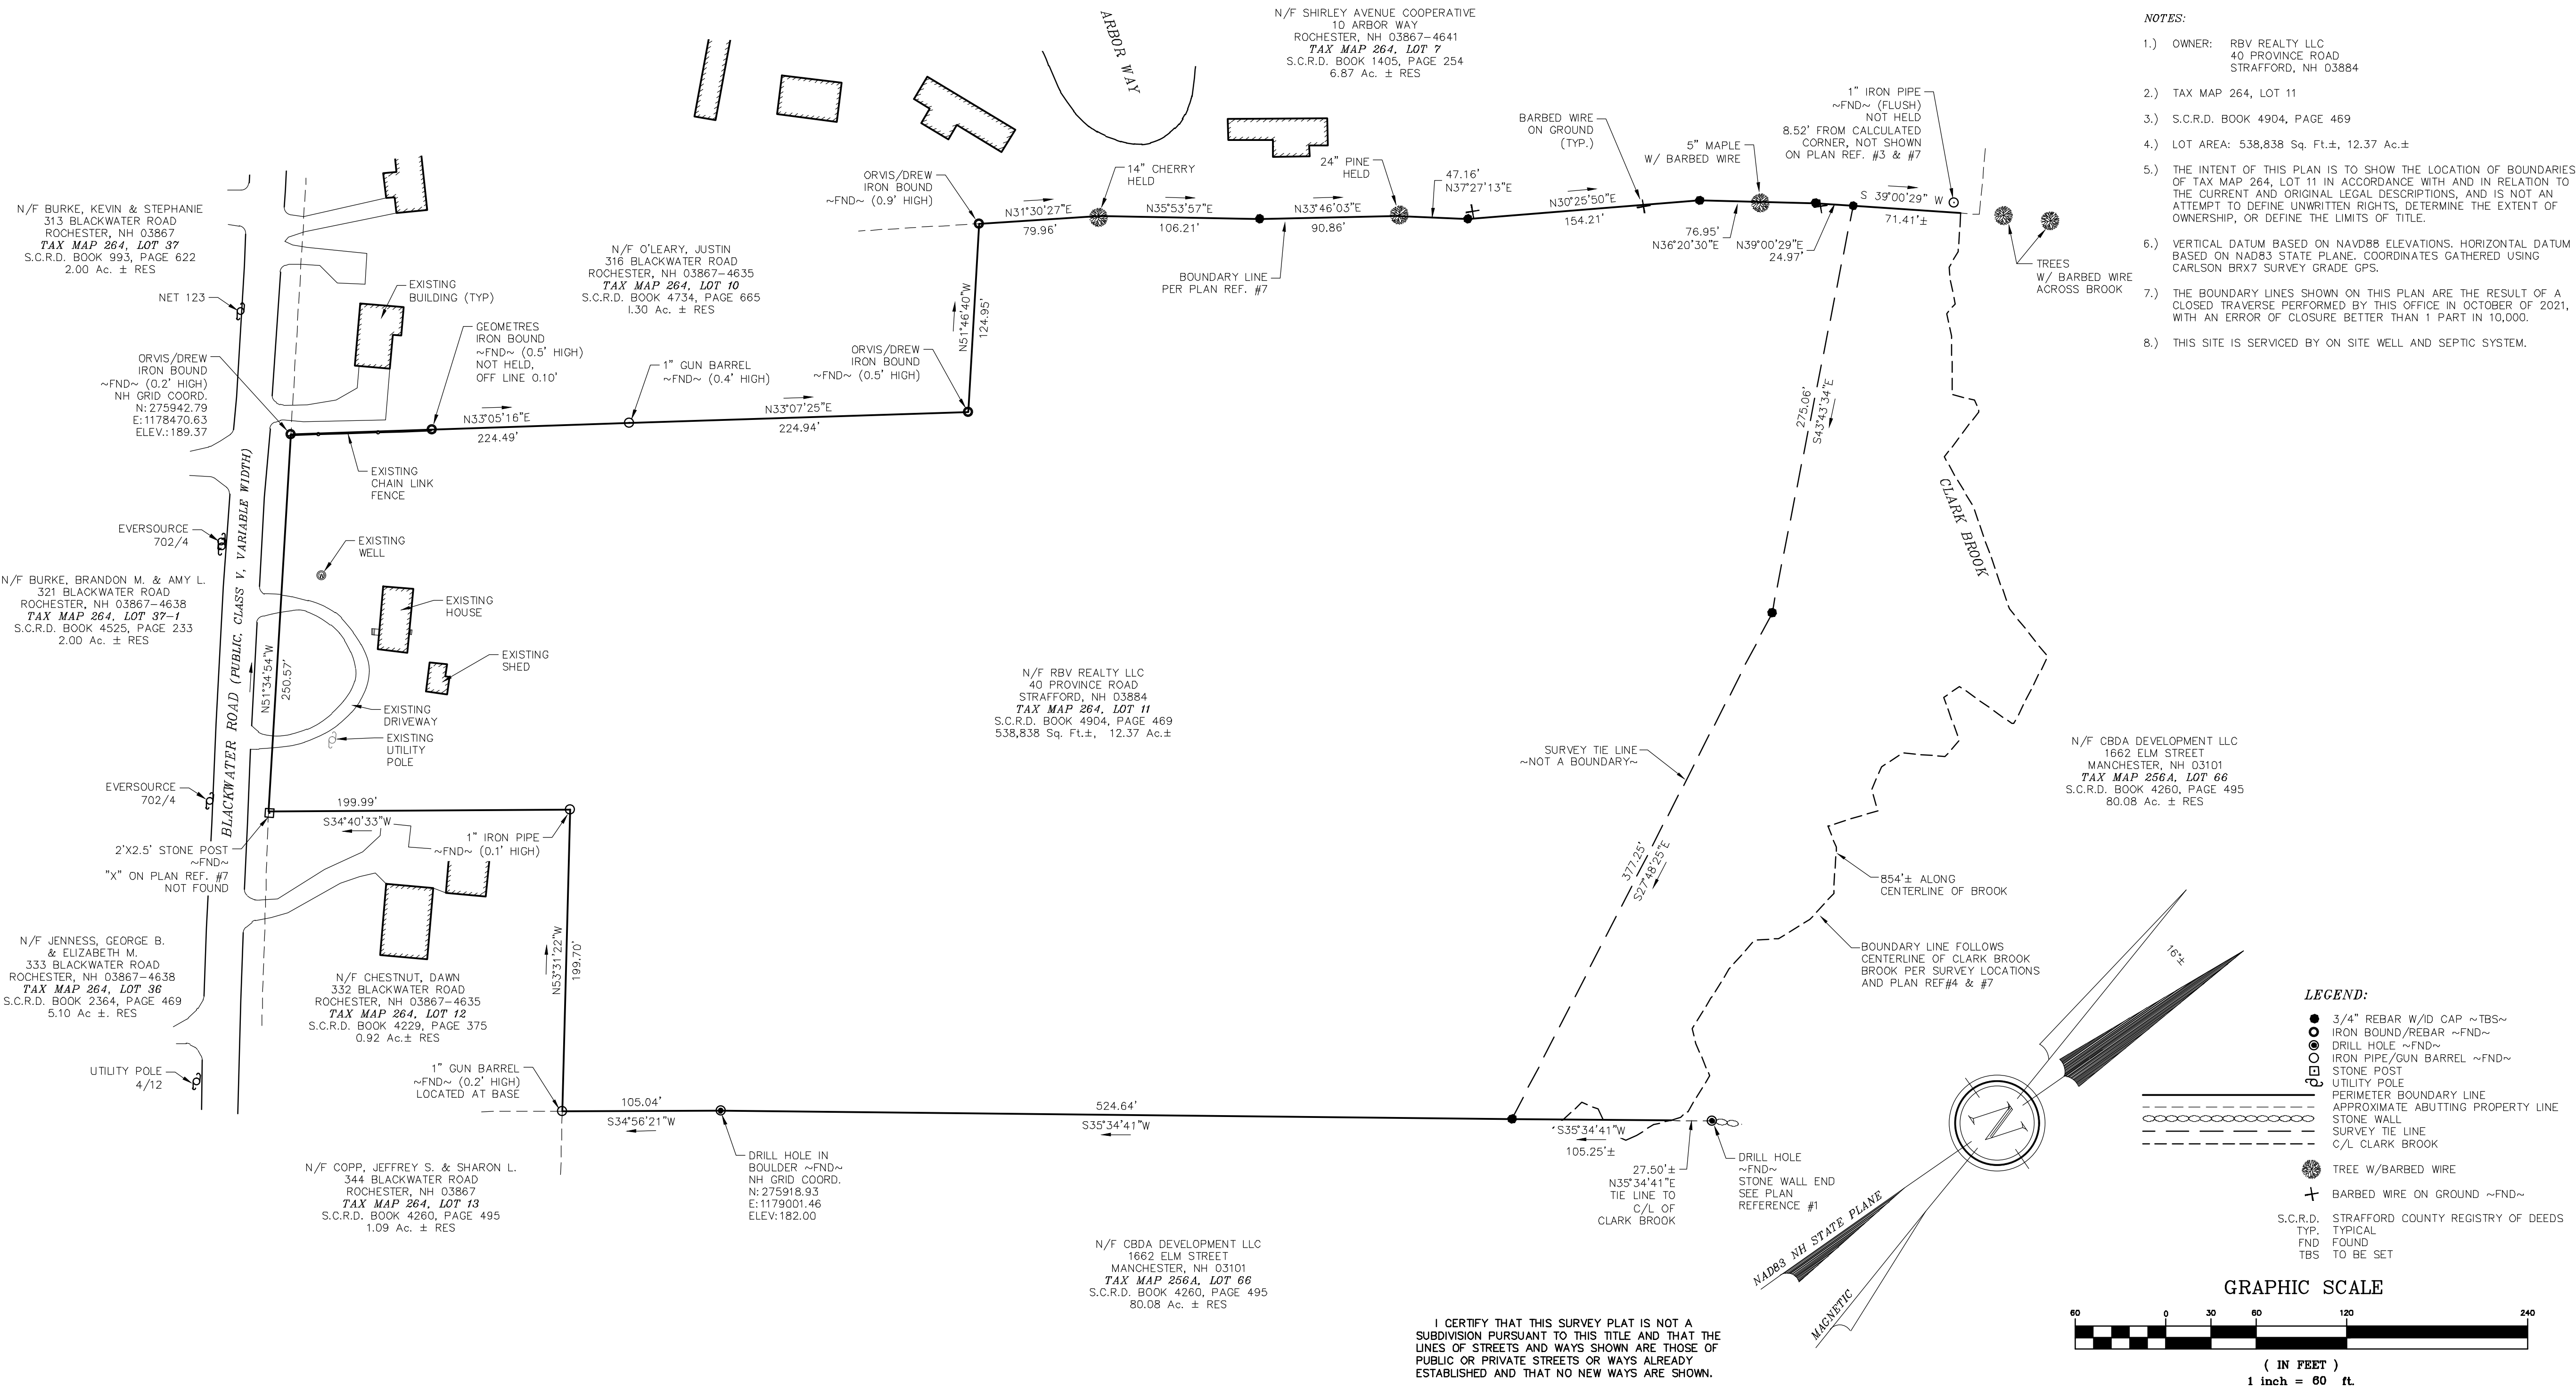 N/F SHIRLEY AVENUE COOPERATIVE
10 ARBOR WAY
ROCHESTER, NH 03867-4641
TAX MAP 264, LOT 7
S.C.R.D. BOOK 1405, PAGE 254
6.87 Ac. ± RES
ARBOR WAY
NOTES:
1.) OWNER: RBV REALTY LLC
40 PROVINCE ROAD
STRAFFORD, NH 03884
2.) TAX MAP 264, LOT 11
3.) S.C.R.D. BOOK 4904, PAGE 469
4.) LOT AREA: 538,838 Sq. Ft.±, 12.37 Ac.±
5.) THE INTENT OF THIS PLAN IS TO SHOW THE LOCATION OF BOUNDARIES
OF TAX MAP 264, LOT 11 IN ACCORDANCE WITH AND IN RELATION TO
THE CURRENT AND ORIGINAL LEGAL DESCRIPTIONS, AND IS NOT AN
ATTEMPT TO DEFINE UNWRITTEN RIGHTS, DETERMINE THE EXTENT OF
OWNERSHIP, OR DEFINE THE LIMITS OF TITLE.
6.) VERTICAL DATUM BASED ON NAVD88 ELEVATIONS. HORIZONTAL DATUM
BASED ON NAD83 STATE PLANE. COORDINATES GATHERED USING
CARLSON BRX7 SURVEY GRADE GPS.
7.) THE BOUNDARY LINES SHOWN ON THIS PLAN ARE THE RESULT OF A
CLOSED TRAVERSE PERFORMED BY THIS OFFICE IN OCTOBER OF 2021,
WITH AN ERROR OF CLOSURE BETTER THAN 1 PART IN 10,000.
8.) THIS SITE IS SERVICED BY ON SITE WELL AND SEPTIC SYSTEM.
1" IRON PIPE
~FND~ (FLUSH)
NOT HELD
8.52' FROM CALCULATED
CORNER, NOT SHOWN
ON PLAN REF. #3 & #7
BARBED WIRE
ON GROUND
(TYP.)
5" MAPLE
W/ BARBED WIRE
24" PINE
HELD
14" CHERRY
HELD
ORVIS/DREW
IRON BOUND
~FND~ (0.9' HIGH)
47.16'
N37°27'13"E
N31°30'27"E
79.96'
N35°53'57"E
106.21'
N33°46'03"E
90.86'
N30°25'50"E
154.21'
76.95'
N36°20'30"E
N39°00'29"E
24.97'
S 39°00'29" W
71.41'±
TREES
W/ BARBED WIRE
ACROSS BROOK
BOUNDARY LINE
PER PLAN REF. #7
N/F BURKE, KEVIN & STEPHANIE
313 BLACKWATER ROAD
ROCHESTER, NH 03867
TAX MAP 264, LOT 37
S.C.R.D. BOOK 993, PAGE 622
2.00 Ac. ± RES
NET 123
N/F O'LEARY, JUSTIN
316 BLACKWATER ROAD
ROCHESTER, NH 03867-4635
TAX MAP 264, LOT 10
S.C.R.D. BOOK 4734, PAGE 665
1.30 Ac. ± RES
EXISTING
BUILDING (TYP)
GEOMETRES
IRON BOUND
~FND~ (0.5' HIGH)
NOT HELD,
OFF LINE 0.10'
1" GUN BARREL
~FND~ (0.4' HIGH)
ORVIS/DREW
IRON BOUND
~FND~ (0.5' HIGH)
N51°46'40"W
124.95'
ORVIS/DREW
IRON BOUND
~FND~ (0.2' HIGH)
NH GRID COORD.
N:275942.79
E:1178470.63
ELEV.:189.37
N33°05'16"E
224.49'
N33°07'25"E
224.94'
275.06'
S43°43'34"E
CLARK BROOK
EXISTING
CHAIN LINK
FENCE
EVERSOURCE
702/4
EXISTING
WELL
N/F BURKE, BRANDON M. & AMY L.
321 BLACKWATER ROAD
ROCHESTER, NH 03867-4638
TAX MAP 264, LOT 37-1
S.C.R.D. BOOK 4525, PAGE 233
2.00 Ac. ± RES
EXISTING
HOUSE
EXISTING
SHED
BLACKWATER ROAD (PUBLIC, CLASS V, VARIABLE WIDTH)
N51°34'54"W
250.57'
EXISTING
DRIVEWAY
EXISTING
UTILITY
POLE
N/F RBV REALTY LLC
40 PROVINCE ROAD
STRAFFORD, NH 03884
TAX MAP 264, LOT 11
S.C.R.D. BOOK 4904, PAGE 469
538,838 Sq. Ft.±, 12.37 Ac.±
SURVEY TIE LINE
~NOT A BOUNDARY~
N/F CBDA DEVELOPMENT LLC
1662 ELM STREET
MANCHESTER, NH 03101
TAX MAP 256A, LOT 66
S.C.R.D. BOOK 4260, PAGE 495
80.08 Ac. ± RES
EVERSOURCE
702/4
199.99'
S34°40'33"W
1" IRON PIPE
~FND~ (0.1' HIGH)
2'X2.5' STONE POST
~FND~
"X" ON PLAN REF. #7
NOT FOUND
377.25'
S27°48'25"E
854'± ALONG
CENTERLINE OF BROOK
BOUNDARY LINE FOLLOWS
CENTERLINE OF CLARK BROOK
BROOK PER SURVEY LOCATIONS
AND PLAN REF#4 & #7
N/F JENNESS, GEORGE B.
& ELIZABETH M.
333 BLACKWATER ROAD
ROCHESTER, NH 03867-4638
TAX MAP 264, LOT 36
S.C.R.D. BOOK 2364, PAGE 469
5.10 Ac ±. RES
N/F CHESTNUT, DAWN
332 BLACKWATER ROAD
ROCHESTER, NH 03867-4635
TAX MAP 264, LOT 12
S.C.R.D. BOOK 4229, PAGE 375
0.92 Ac.± RES
N53°31'22"W
199.70'
UTILITY POLE
4/12
1" GUN BARREL
~FND~ (0.2' HIGH)
LOCATED AT BASE
105.04'
S34°56'21"W
524.64'
S35°34'41"W
S35°34'41"W
105.25'±
DRILL HOLE IN
BOULDER ~FND~
NH GRID COORD.
N:275918.93
E:1179001.46
ELEV:182.00
27.50'±
N35°34'41"E
TIE LINE TO
C/L OF
CLARK BROOK
DRILL HOLE
~FND~
STONE WALL END
SEE PLAN
REFERENCE #1
N/F COPP, JEFFREY S. & SHARON L.
344 BLACKWATER ROAD
ROCHESTER, NH 03867
TAX MAP 264, LOT 13
S.C.R.D. BOOK 4260, PAGE 495
1.09 Ac. ± RES
N/F CBDA DEVELOPMENT LLC
1662 ELM STREET
MANCHESTER, NH 03101
TAX MAP 256A, LOT 66
S.C.R.D. BOOK 4260, PAGE 495
80.08 Ac. ± RES
16°±
N
NAD83 NH STATE PLANE
MAGNETIC
LEGEND:
3/4" REBAR W/ID CAP ~TBS~
IRON BOUND/REBAR ~FND~
DRILL HOLE ~FND~
IRON PIPE/GUN BARREL ~FND~
STONE POST
UTILITY POLE
PERIMETER BOUNDARY LINE
APPROXIMATE ABUTTING PROPERTY LINE
STONE WALL
SURVEY TIE LINE
C/L CLARK BROOK
TREE W/BARBED WIRE
BARBED WIRE ON GROUND ~FND~
S.C.R.D. STRAFFORD COUNTY REGISTRY OF DEEDS
TYP. TYPICAL
FND FOUND
TBS TO BE SET
GRAPHIC SCALE
60 0 30 60 120 240
( IN FEET )
1 inch = 60 ft.
I CERTIFY THAT THIS SURVEY PLAT IS NOT A
SUBDIVISION PURSUANT TO THIS TITLE AND THAT THE
LINES OF STREETS AND WAYS SHOWN ARE THOSE OF
PUBLIC OR PRIVATE STREETS OR WAYS ALREADY
ESTABLISHED AND THAT NO NEW WAYS ARE SHOWN.